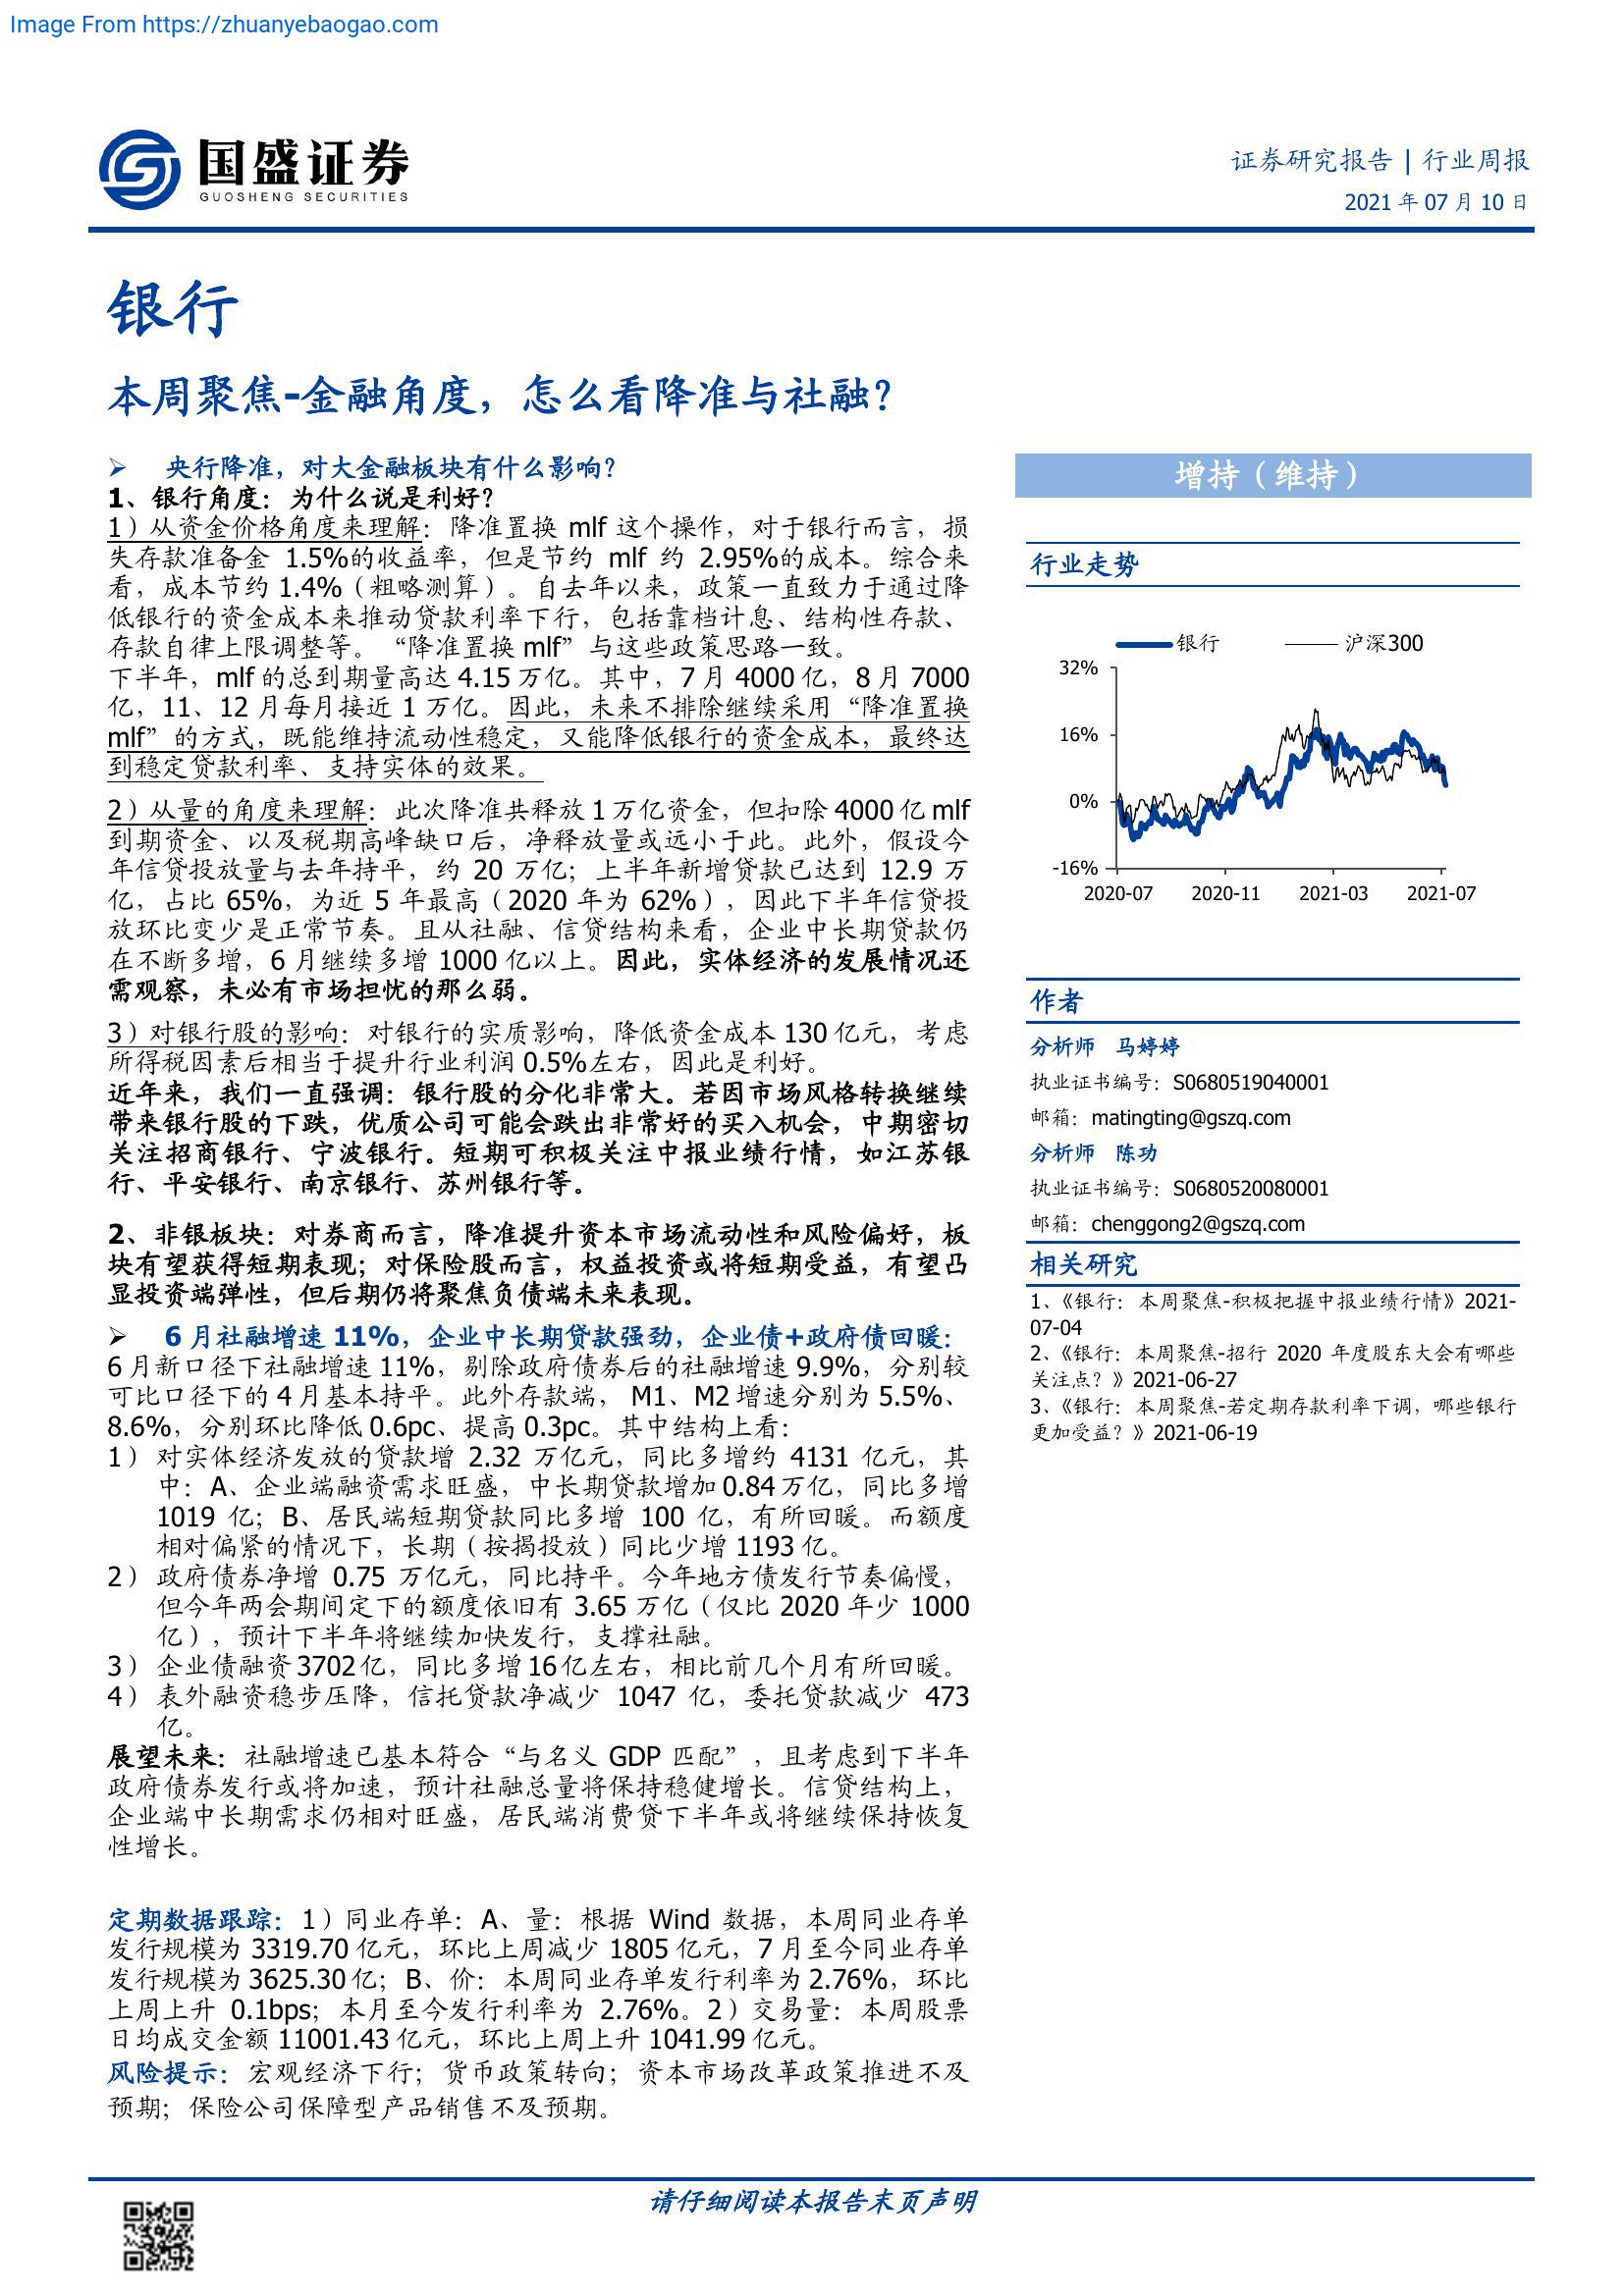 Image From https://zhuanyebaogao.com
国盛证券
GUOSHENG SECURITIES
证券研究报告 | 行业周报
2021 年 07 月 10 日
银行
本周聚焦-金融角度，怎么看降准与社融？
央行降准，对大金融板块有什么影响？
1、银行角度：为什么说是利好？
1）从资金价格角度来理解：降准置换 mlf 这个操作，对于银行而言，损
失存款准备金 1.5%的收益率，但是节约 mlf 约 2.95%的成本。综合来
看，成本节约 1.4%（粗略测算）。自去年以来，政策一直致力于通过降
低银行的资金成本来推动贷款利率下行，包括靠档计息、结构性存款、
存款自律上限调整等。“降准置换 mlf”与这些政策思路一致。
下半年，mlf 的总到期量高达 4.15 万亿。其中，7 月 4000 亿，8 月 7000
亿，11、12 月每月接近 1 万亿。因此，未来不排除继续采用“降准置换
mlf”的方式，既能维持流动性稳定，又能降低银行的资金成本，最终达
到稳定贷款利率、支持实体的效果。
2）从量的角度来理解：此次降准共释放 1 万亿资金，但扣除 4000 亿 mlf
到期资金、以及税期高峰缺口后，净释放量或远小于此。此外，假设今
年信贷投放量与去年持平，约 20 万亿；上半年新增贷款已达到 12.9 万
亿，占比 65%，为近 5 年最高（2020 年为 62%），因此下半年信贷投
放环比变少是正常节奏。且从社融、信贷结构来看，企业中长期贷款仍
在不断多增，6 月继续多增 1000 亿以上。因此，实体经济的发展情况还
需观察，未必有市场担忧的那么弱。
3）对银行股的影响：对银行的实质影响，降低资金成本 130 亿元，考虑
所得税因素后相当于提升行业利润 0.5%左右，因此是利好。
近年来，我们一直强调：银行股的分化非常大。若因市场风格转换继续
带来银行股的下跌，优质公司可能会跌出非常好的买入机会，中期密切
关注招商银行、宁波银行。短期可积极关注中报业绩行情，如江苏银
行、平安银行、南京银行、苏州银行等。
2、非银板块：对券商而言，降准提升资本市场流动性和风险偏好，板
块有望获得短期表现；对保险股而言，权益投资或将短期受益，有望凸
显投资端弹性，但后期仍将聚焦负债端未来表现。
6 月社融增速 11%，企业中长期贷款强劲，企业债+政府债回暖：
6 月新口径下社融增速 11%，剔除政府债券后的社融增速 9.9%，分别较
可比口径下的 4 月基本持平。此外存款端， M1、M2 增速分别为 5.5%、
8.6%，分别环比降低 0.6pc、提高 0.3pc。其中结构上看：
1） 对实体经济发放的贷款增 2.32 万亿元，同比多增约 4131 亿元，其
中：A、企业端融资需求旺盛，中长期贷款增加 0.84 万亿，同比多增
1019 亿；B、居民端短期贷款同比多增 100 亿，有所回暖。而额度
相对偏紧的情况下，长期（按揭投放）同比少增 1193 亿。
2） 政府债券净增 0.75 万亿元，同比持平。今年地方债发行节奏偏慢，
但今年两会期间定下的额度依旧有 3.65 万亿（仅比 2020 年少 1000
亿），预计下半年将继续加快发行，支撑社融。
3） 企业债融资 3702 亿，同比多增 16 亿左右，相比前几个月有所回暖。
4） 表外融资稳步压降，信托贷款净减少 1047 亿，委托贷款减少 473
亿。
展望未来：社融增速已基本符合“与名义 GDP 匹配”，且考虑到下半年
政府债券发行或将加速，预计社融总量将保持稳健增长。信贷结构上，
企业端中长期需求仍相对旺盛，居民端消费贷下半年或将继续保持恢复
性增长。
定期数据跟踪：1）同业存单：A、量：根据 Wind 数据，本周同业存单
发行规模为 3319.70 亿元，环比上周减少 1805 亿元，7 月至今同业存单
发行规模为 3625.30 亿；B、价：本周同业存单发行利率为 2.76%，环比
上周上升 0.1bps；本月至今发行利率为 2.76%。2）交易量：本周股票
日均成交金额 11001.43 亿元，环比上周上升 1041.99 亿元。
风险提示：宏观经济下行；货币政策转向；资本市场改革政策推进不及
预期；保险公司保障型产品销售不及预期。
增持（维持）
行业走势
银行 沪深300
32%
16%
0%
-16%
2020-07 2020-11 2021-03 2021-07
作者
分析师 马婷婷
执业证书编号：S0680519040001
邮箱：matingting@gszq.com
分析师 陈功
执业证书编号：S0680520080001
邮箱：chenggong2@gszq.com
相关研究
1、《银行：本周聚焦-积极把握中报业绩行情》2021-
07-04
2、《银行：本周聚焦-招行 2020 年度股东大会有哪些
关注点？》2021-06-27
3、《银行：本周聚焦-若定期存款利率下调，哪些银行
更加受益？》2021-06-19
请仔细阅读本报告末页声明